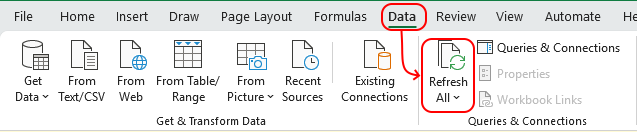 File Home Insert Draw Page Layout Formulas Data Review View Automate
Get Data
From Text/CSV
From Web
From Table/ Range
From Picture
Recent Sources
Existing Connections
Refresh All
Queries & Connections
Properties
Workbook Links
Get & Transform Data
Queries & Connections